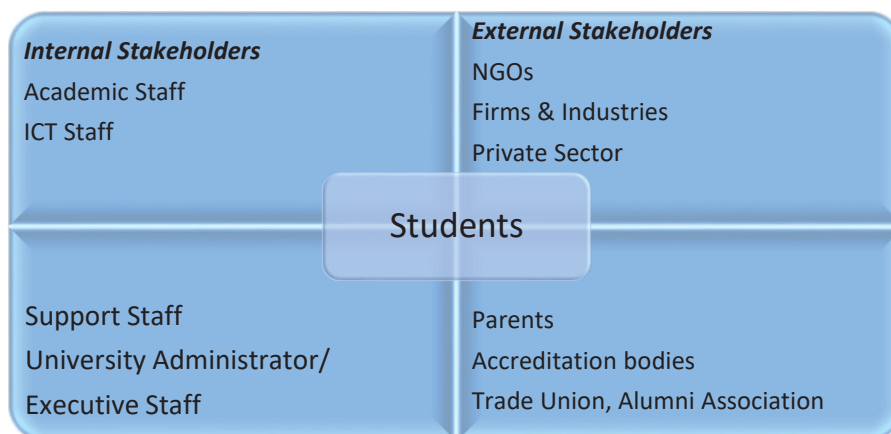 Internal Stakeholders
Academic Staff
ICT Staff
External Stakeholders
NGOs
Firms & Industries
Private Sector
Students
Support Staff
University Administrator/
Executive Staff
Parents
Accreditation bodies
Trade Union, Alumni Association